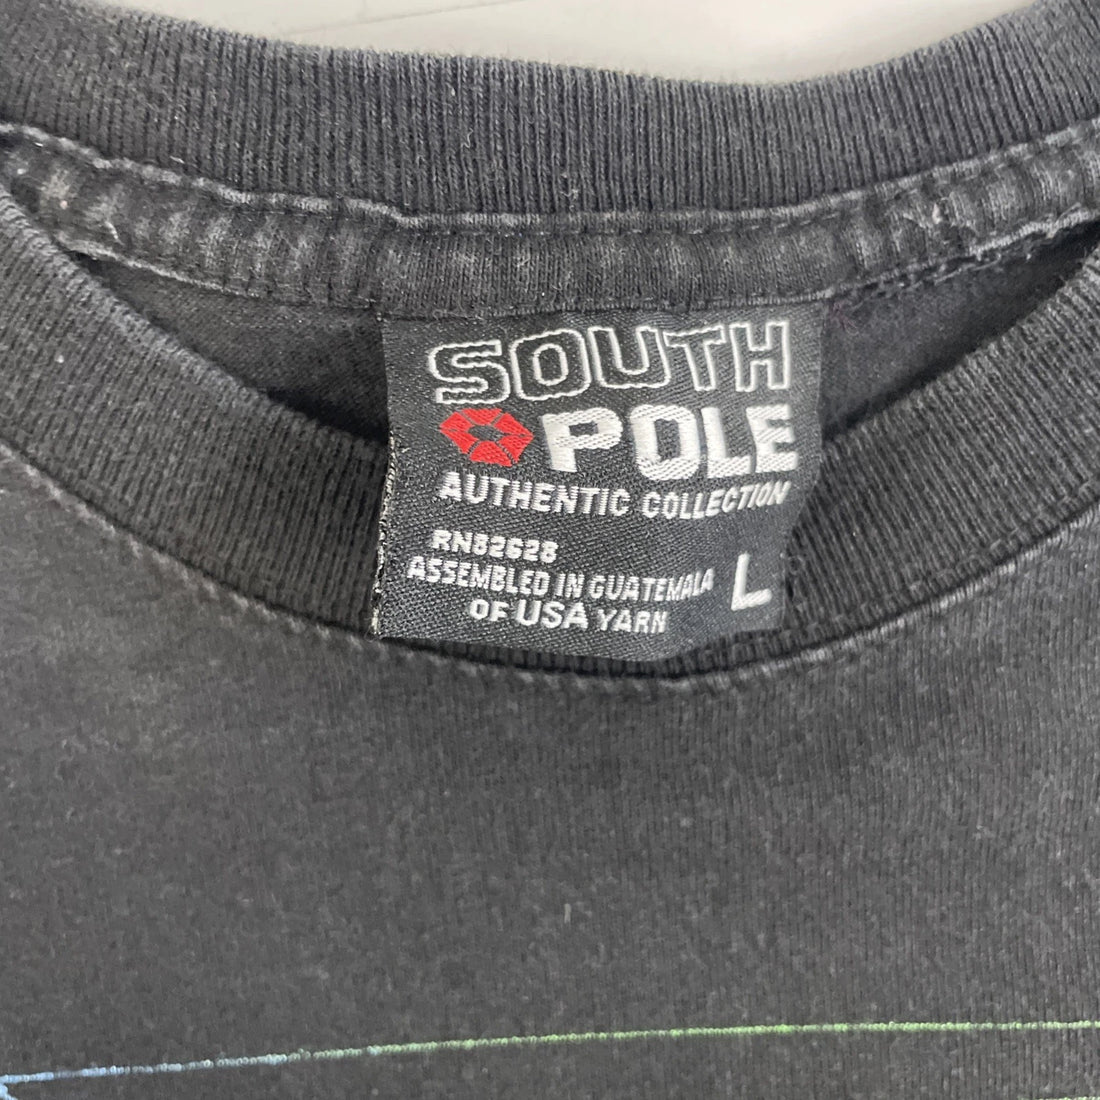 SOUTH
POLE
AUTHENTIC COLLECTION
RN82628
ASSEMBLED IN GUATEMALA
OF USA YARN
L